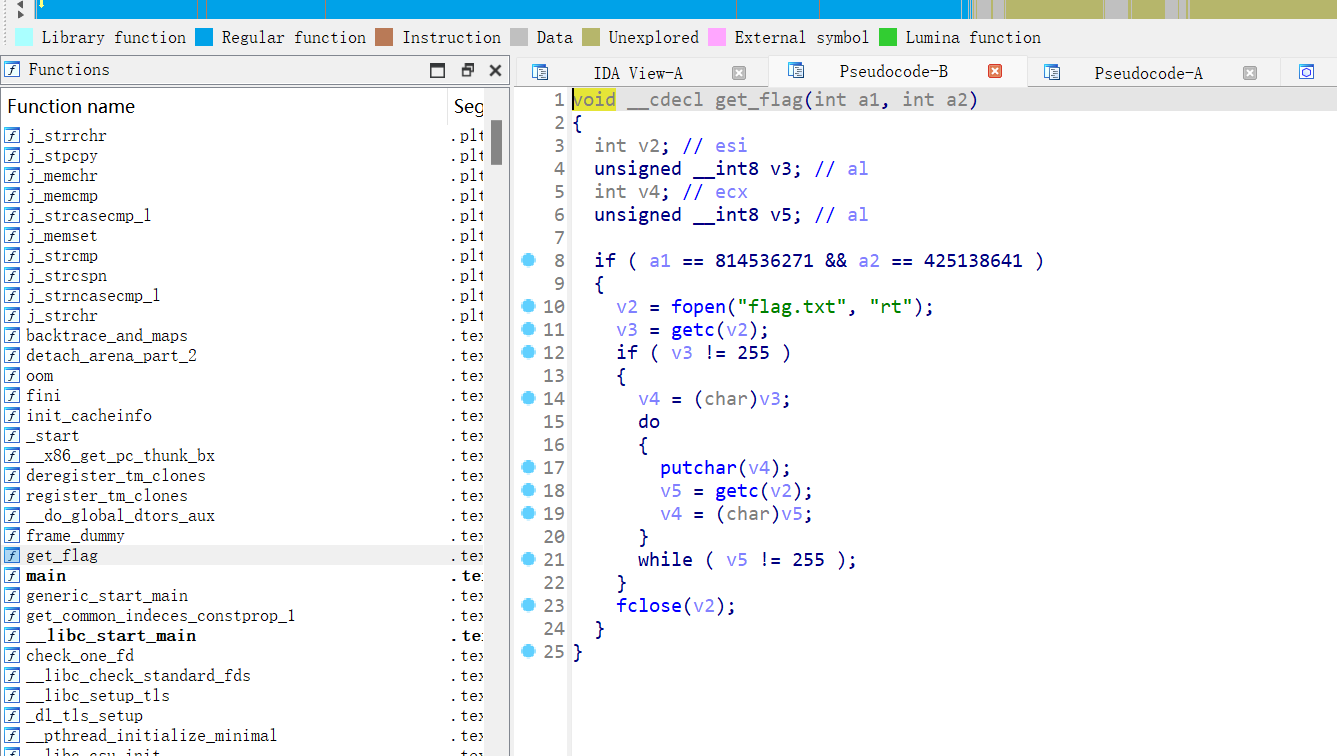 Library function Regular function Instruction Data Unexplored External symbol Lumina function
Functions
IDA View-A Pseudocode-B Pseudocode-A
Function name Seg
j_strrchr .plt
j_stpcpy .plt
j_memchr .plt
j_memcmp .plt
j_strcasecmp_l .plt
j_memset .plt
j_strcmp .plt
j_strcspn .plt
j_strncasecmp_l .plt
j_strchr .plt
backtrace_and_maps .tex
detach_arena_part_2 .tex
oom .tex
fini .tex
init_cacheinfo .tex
_start .tex
__x86_get_pc_thunk_bx .tex
deregister_tm_clones .tex
register_tm_clones .tex
__do_global_dtors_aux .tex
frame_dummy .tex
get_flag .tex
main .tex
generic_start_main .tex
get_common_indeces_constprop_1 .tex
__libc_start_main .tex
check_one_fd .tex
__libc_check_standard_fds .tex
__libc_setup_tls .tex
_dl_tls_setup .tex
__pthread_initialize_minimal .tex
__libc_csu_init .tex
1 void __cdecl get_flag(int a1, int a2)
2 {
3 int v2; // esi
4 unsigned __int8 v3; // al
5 int v4; // ecx
6 unsigned __int8 v5; // al
7
8 if ( a1 == 814536271 && a2 == 425138641 )
9 {
10 v2 = fopen("flag.txt", "rt");
11 v3 = getc(v2);
12 if ( v3 != 255 )
13 {
14 v4 = (char)v3;
15 do
16 {
17 putchar(v4);
18 v5 = getc(v2);
19 v4 = (char)v5;
20 }
21 while ( v5 != 255 );
22 }
23 fclose(v2);
24 }
25 }